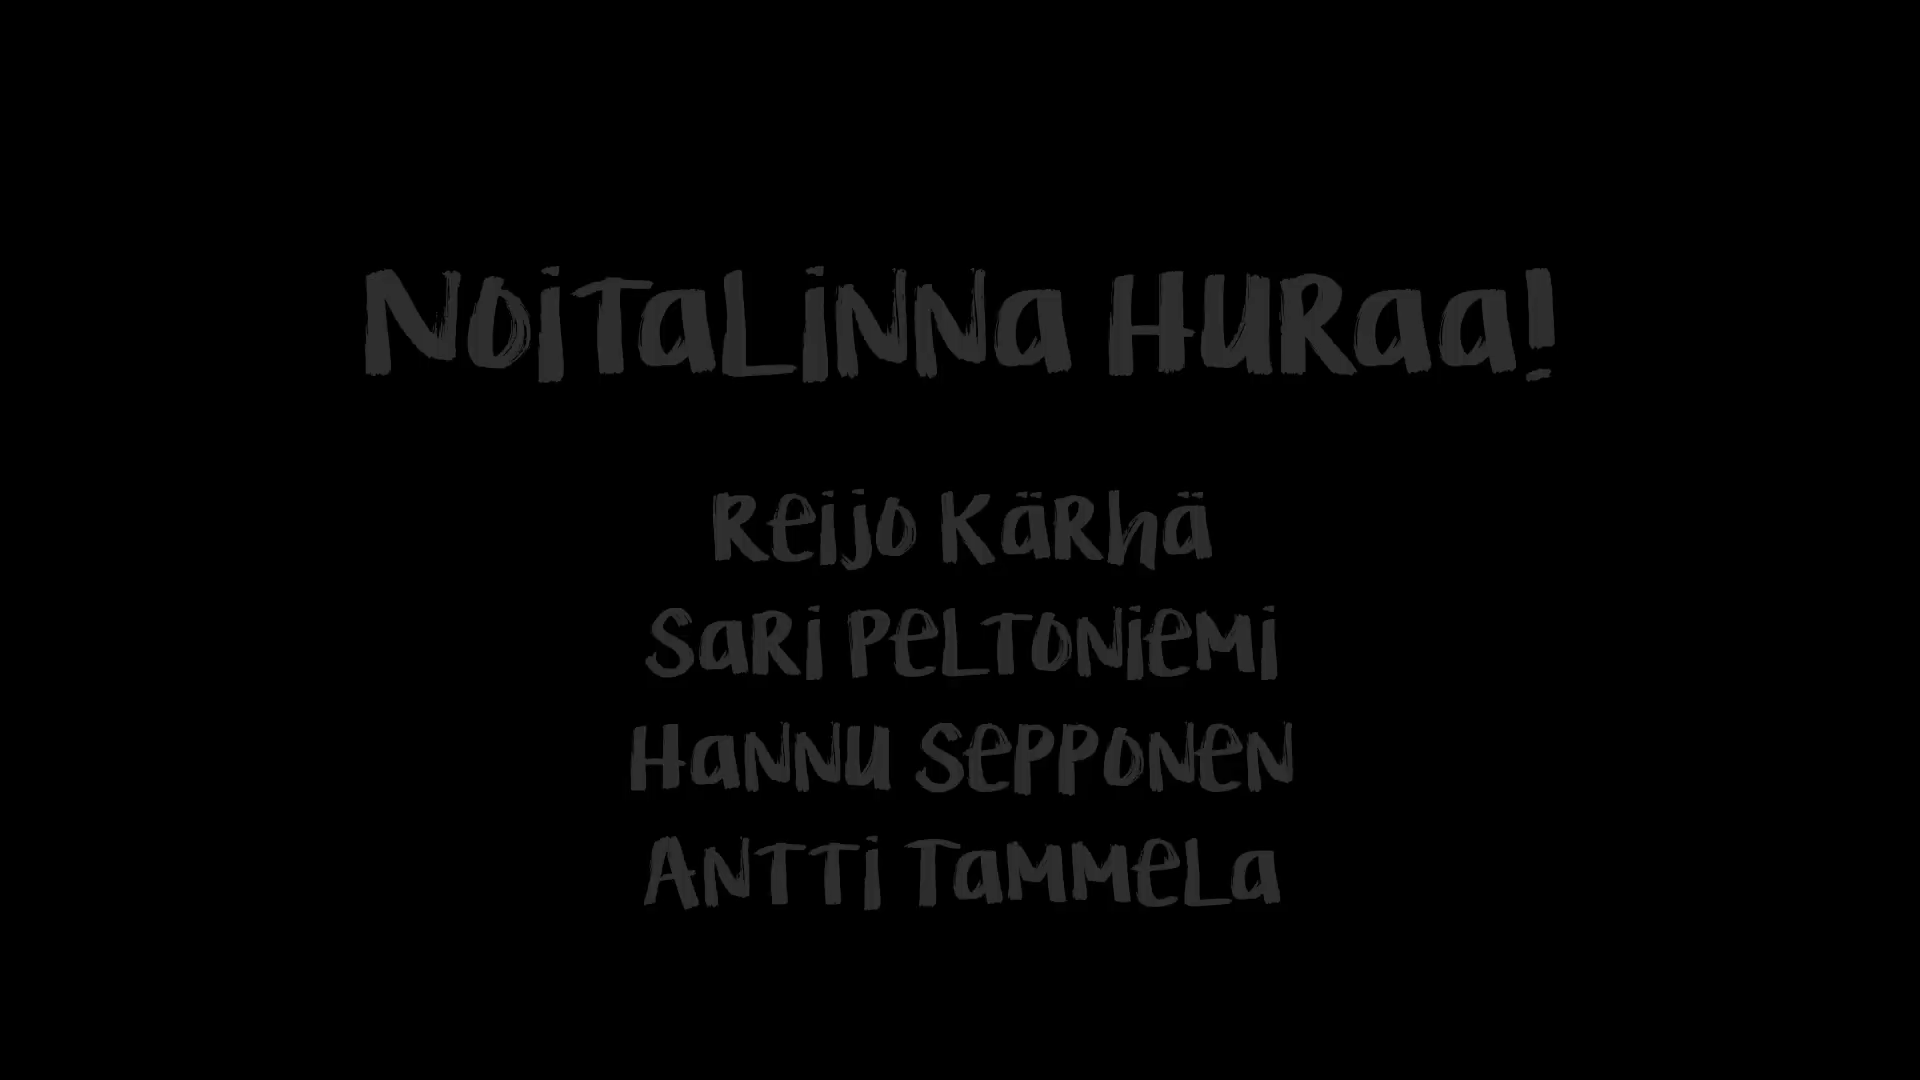 Noitalinna Huraa!
Reijo Kärhä
Sari Peltoniemi
Hannu Sepponen
Antti Tammela